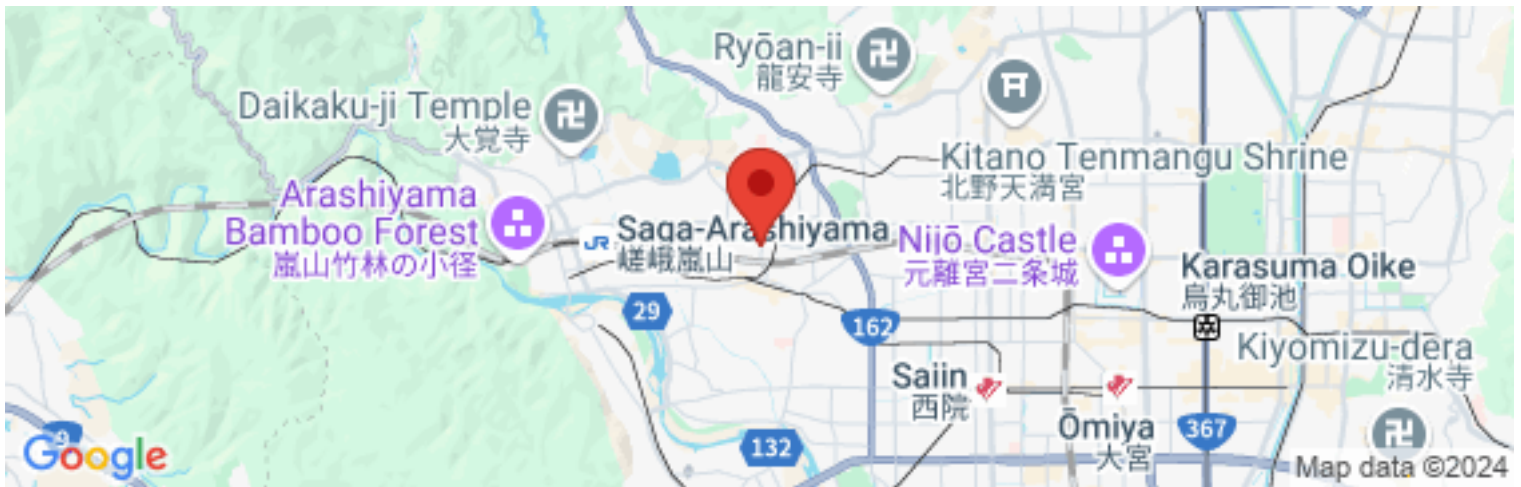 Ryōan-ji
龍安寺
Daikaku-ji Temple
大覚寺
Kitano Tenmangu Shrine
北野天満宮
Arashiyama
Bamboo Forest
嵐山竹林の小径
JR
Saga-Arashiyama
嵯峨嵐山
Nijō Castle
元離宮二条城
Karasuma Oike
烏丸御池
29
162
Kiyomizu-dera
清水寺
Saiin
西院
Ōmiya
大宮
367
132
9
Google
Map data ©2024